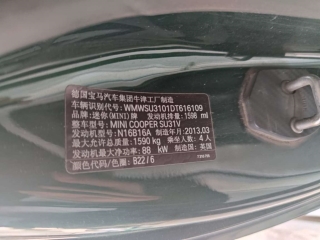 德国宝马汽车集团牛津工厂制造
车辆识别代号: WMWSU3101DT616109
品牌: 迷你(MINI)牌 发动机排量: 1598 ml
整车型号: MINI COOPER SU31V
发动机型号: N16B16A 制造年月: 2013.03
最大允许总质量: 1590 kg 乘坐人数: 4 人
发动机最大净功率: 88 kW 制造国: 英国
颜色代码/色圈: B22/6